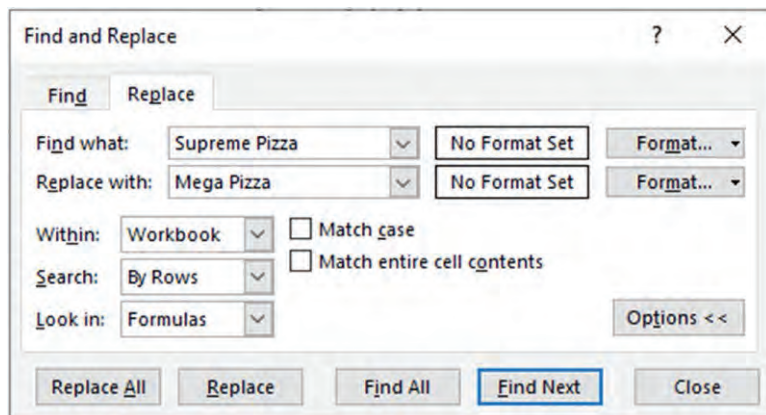 Find and Replace ? ×
Find Replace
Find what: Supreme Pizza No Format Set Format...
Replace with: Mega Pizza No Format Set Format...
Within: Workbook Match case
Match entire cell contents
Search: By Rows
Look in: Formulas Options <<
Replace All Replace Find All Find Next Close